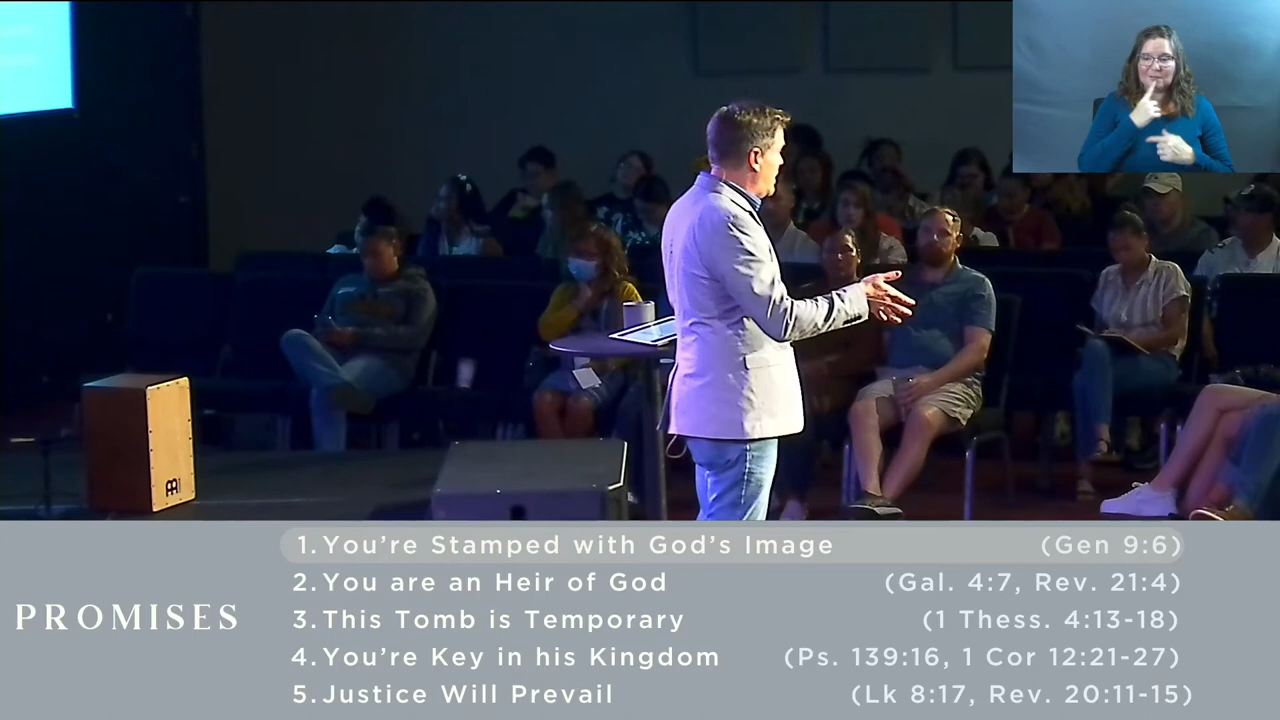 PROMISES
1. You're Stamped with God's Image (Gen 9:6)
2. You are an Heir of God (Gal. 4:7, Rev. 21:4)
3. This Tomb is Temporary (1 Thess. 4:13-18)
4. You're Key in his Kingdom (Ps. 139:16, 1 Cor 12:21-27)
5. Justice Will Prevail (Lk 8:17, Rev. 20:11-15)